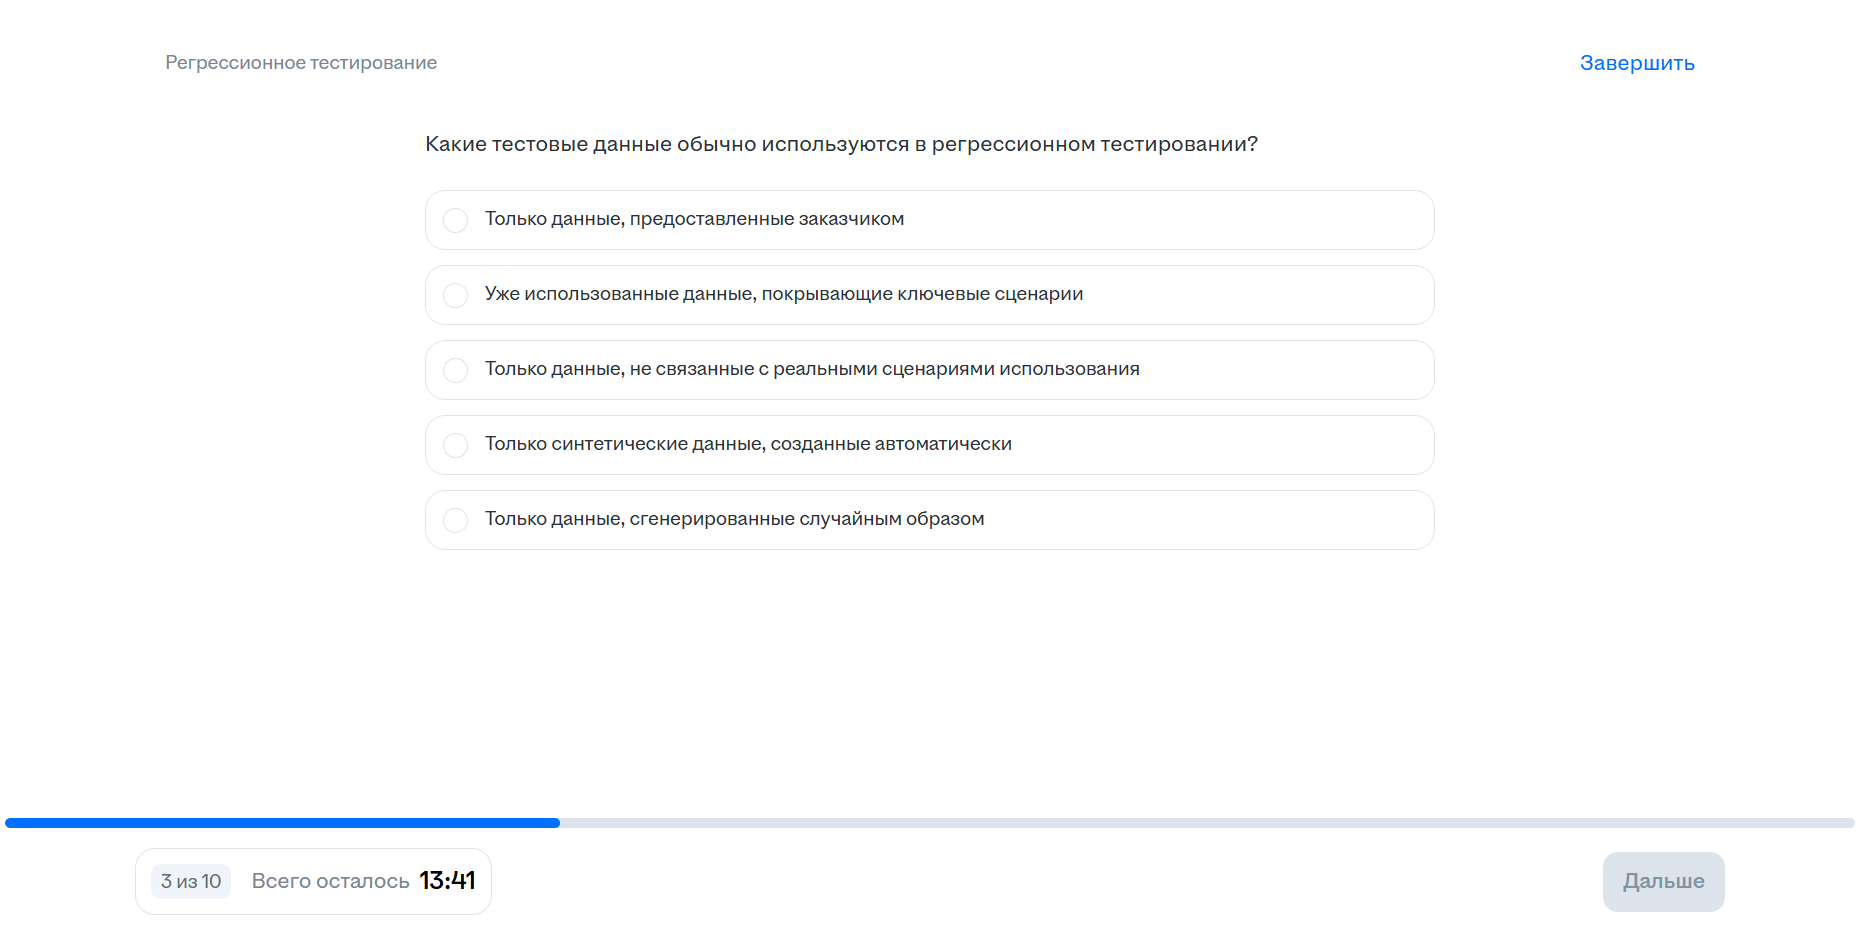 Регрессионное тестирование
Завершить
Какие тестовые данные обычно используются в регрессионном тестировании?
Только данные, предоставленные заказчиком
Уже использованные данные, покрывающие ключевые сценарии
Только данные, не связанные с реальными сценариями использования
Только синтетические данные, созданные автоматически
Только данные, сгенерированные случайным образом
3 из 10 Всего осталось 13:41
Дальше